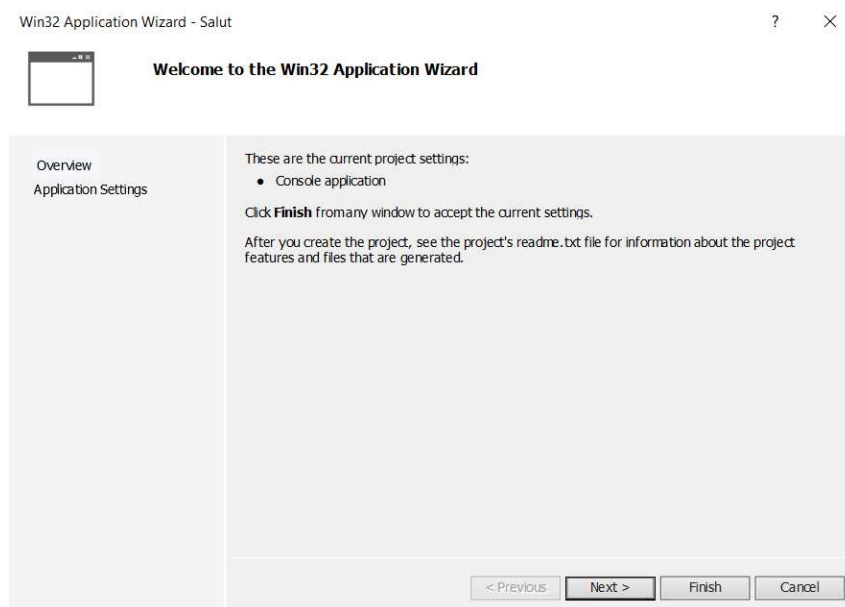 Win32 Application Wizard - Salut
?
Welcome to the Win32 Application Wizard
Overview
Application Settings
These are the current project settings:
● Console application
Click Finish from any window to accept the current settings.
After you create the project, see the project's readme.txt file for information about the project
features and files that are generated.
< Previous
Next >
Finish
Cancel